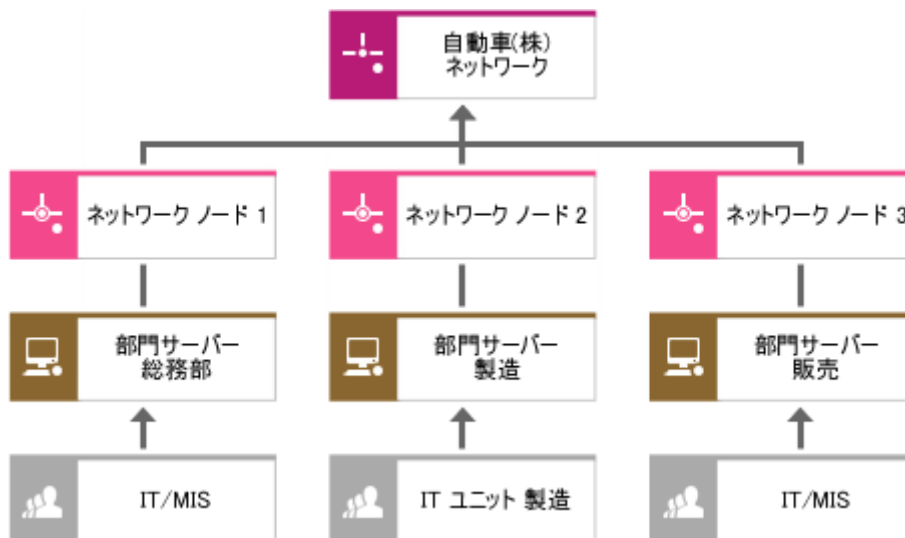 自動車(株)
ネットワーク
ネットワーク ノード 1
ネットワーク ノード 2
ネットワーク ノード 3
部門サーバー
総務部
部門サーバー
製造
部門サーバー
販売
IT/MIS
IT ユニット 製造
IT/MIS